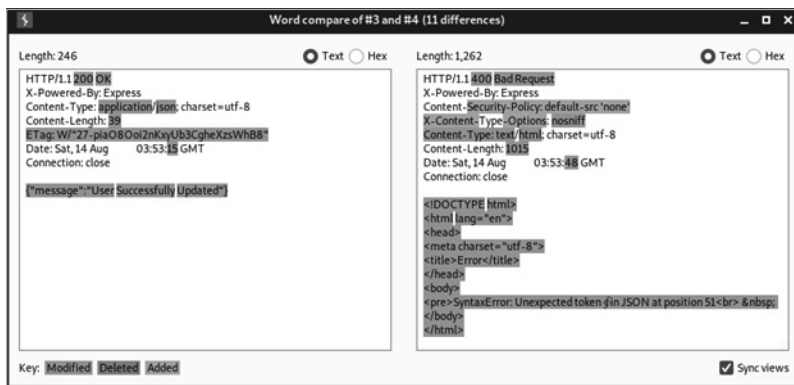 Word compare of #3 and #4 (11 differences)
Length: 246
Text
Hex
HTTP/1.1 200 OK
X-Powered-By: Express
Content-Type: application/json; charset=utf-8
Content-Length: 39
ETag: W/"27-piaO8Ooi2nKxyUb3CgheXzsWhB8"
Date: Sat, 14 Aug 03:53:15 GMT
Connection: close
{"message":"User Successfully Updated"}
Length: 1,262
Text
Hex
HTTP/1.1 400 Bad Request
X-Powered-By: Express
Content-Security-Policy: default-src 'none'
X-Content-Type-Options: nosniff
Content-Type: text/html; charset=utf-8
Content-Length: 1015
Date: Sat, 14 Aug 03:53:48 GMT
Connection: close
<!DOCTYPE html>
<html lang="en">
<head>
<meta charset="utf-8">
<title>Error</title>
</head>
<body>
<pre>SyntaxError: Unexpected token in JSON at position 51<br> &nbsp;
</body>
</html>
Key: Modified Deleted Added
Sync views